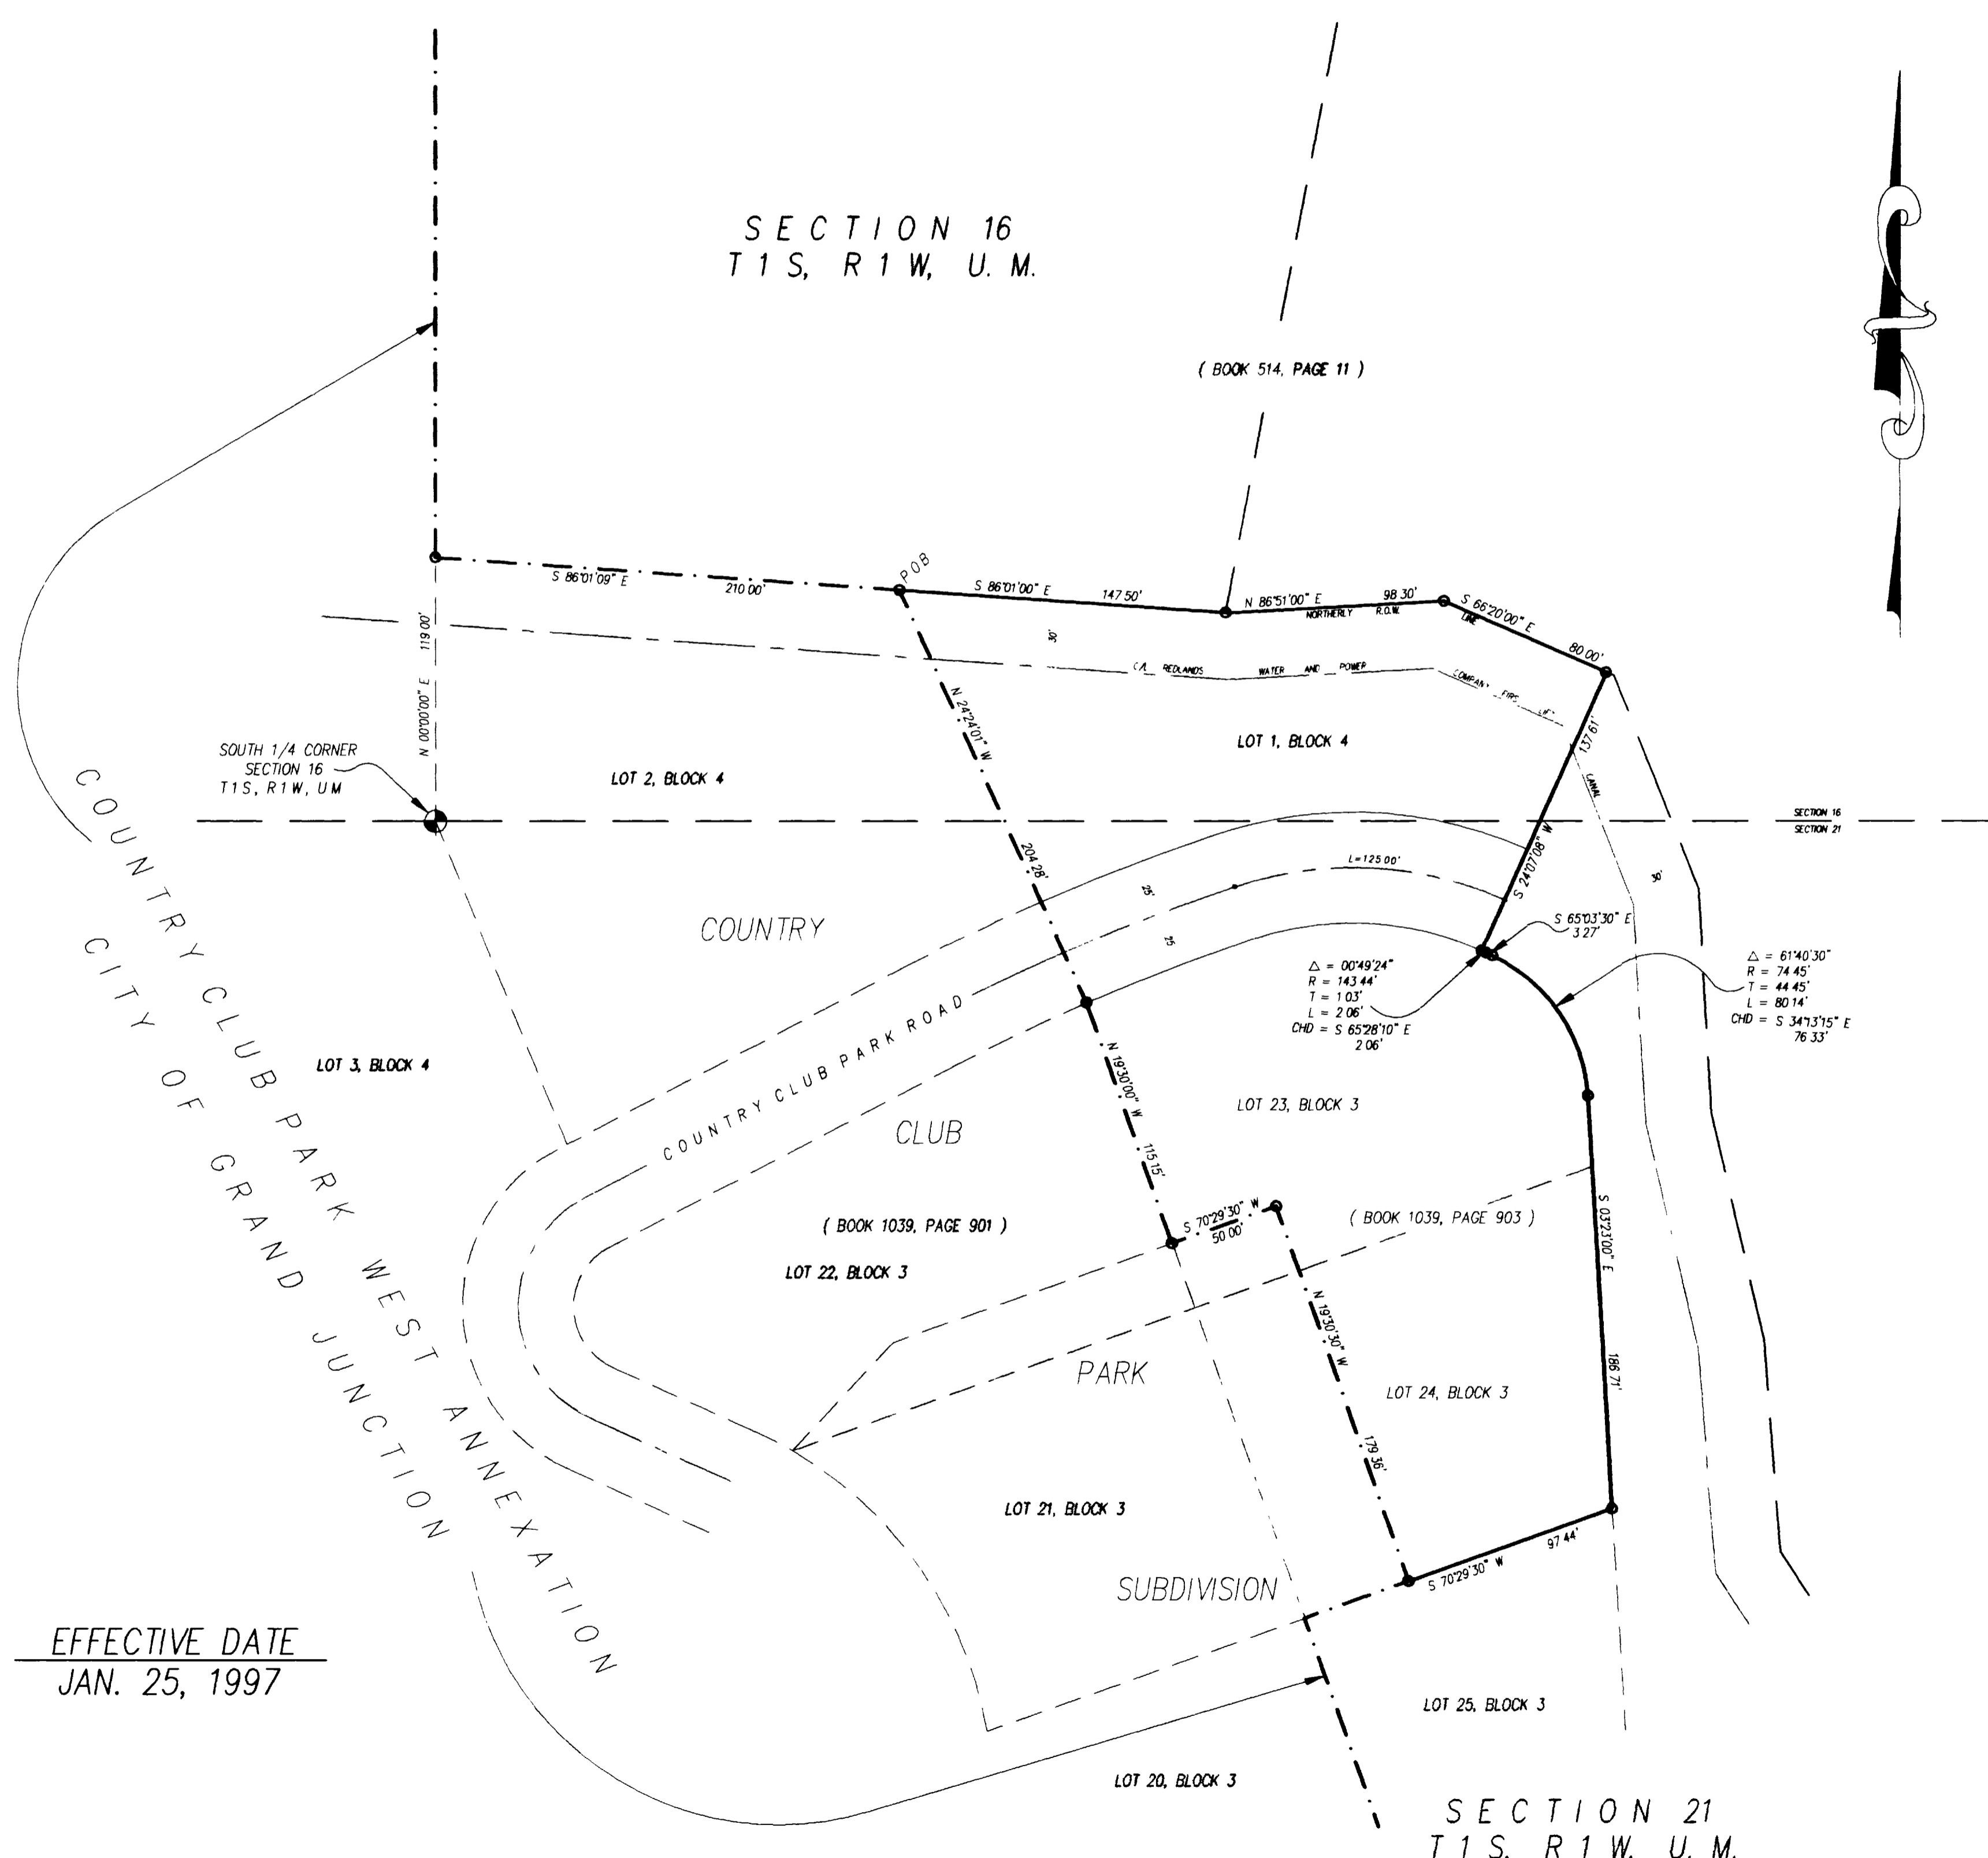 SECTION 16
T 1 S, R 1 W, U. M.
( BOOK 514, PAGE 11 )
POB
S 86°01'09" E 210 00'
S 86°01'00" E 147 50'
N 86°51'00" E 98 30'
S 66°20'00" E
80 00'
NORTHERLY R.O.W. LINE
30'
C/L REDLANDS WATER AND POWER
COMPANY FIRS
CANAL
N 00°00'00" E 119 00'
N 24°24'01" W
204 28'
137 61'
S 24°07'08" W
SOUTH 1/4 CORNER
SECTION 16
T1S, R1W, UM
LOT 2, BLOCK 4
LOT 1, BLOCK 4
SECTION 16
SECTION 21
L=125 00'
25'
25
30'
S 65°03'30" E
3 27'
COUNTRY
△ = 00°49'24"
R = 143 44'
T = 1 03'
L = 2 06'
CHD = S 65°28'10" E
2 06'
△ = 61°40'30"
R = 74 45'
T = 44 45'
L = 80 14'
CHD = S 34°13'15" E
76 33'
LOT 3, BLOCK 4
COUNTRY CLUB PARK ROAD
N 19°30'00" W
115 15'
LOT 23, BLOCK 3
CLUB
COUNTRY CLUB PARK WEST ANNEXATION
CITY OF GRAND JUNCTION
S 70°29'30" W
50 00'
( BOOK 1039, PAGE 901 )
( BOOK 1039, PAGE 903 )
S 03°23'00" E
186 71'
LOT 22, BLOCK 3
N 19°30'30" W
179 36'
PARK
LOT 24, BLOCK 3
LOT 21, BLOCK 3
97 44'
S 70°29'30" W
SUBDIVISION
EFFECTIVE DATE
JAN. 25, 1997
LOT 25, BLOCK 3
LOT 20, BLOCK 3
SECTION 21
T 1 S, R 1 W, U. M.